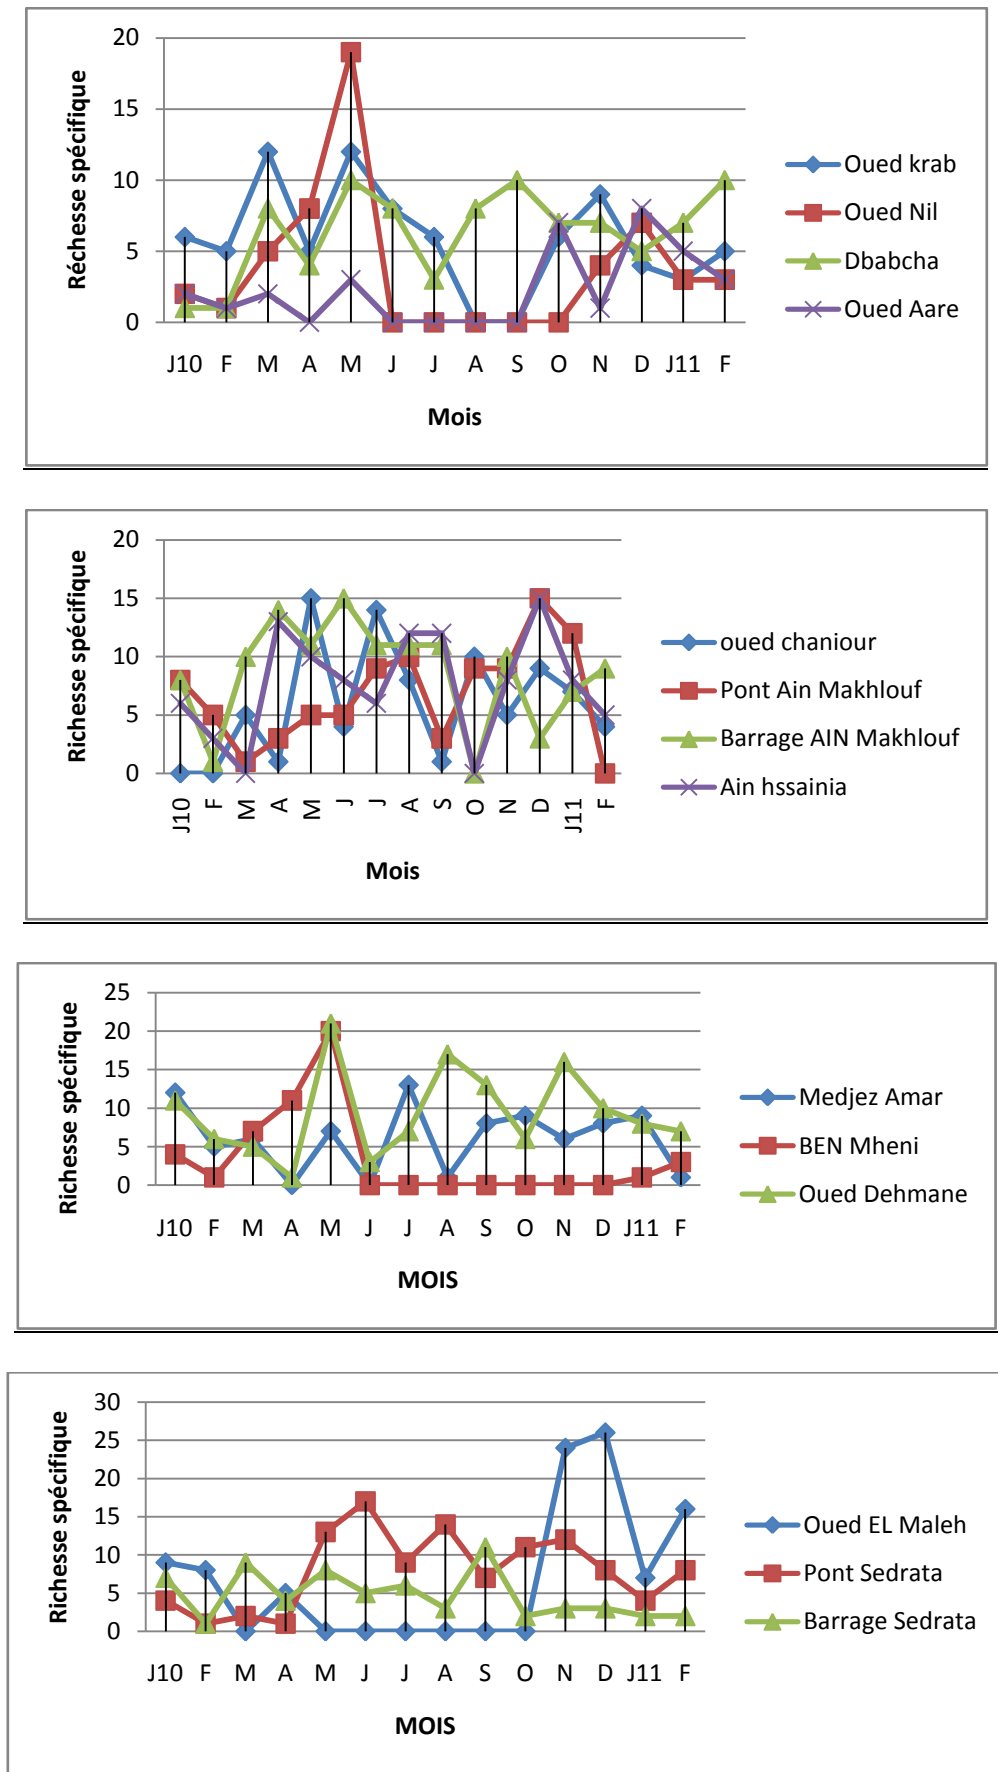 Réchesse spécifique
20
15
10
5
0
J10 F M A M J J A S O N D J11 F
Mois
Oued krab
Oued Nil
Dbabcha
Oued Aare
Richesse spécifique
20
15
10
5
0
J10 F M A M J J A S O N D J11 F
Mois
oued chaniour
Pont Ain Makhlouf
Barrage AIN Makhlouf
Ain hssainia
Richesse spécifique
25
20
15
10
5
0
J10 F M A M J J A S O N D J11 F
MOIS
Medjez Amar
BEN Mheni
Oued Dehmane
Richesse spécifique
30
25
20
15
10
5
0
J10 F M A M J J A S O N D J11 F
MOIS
Oued EL Maleh
Pont Sedrata
Barrage Sedrata